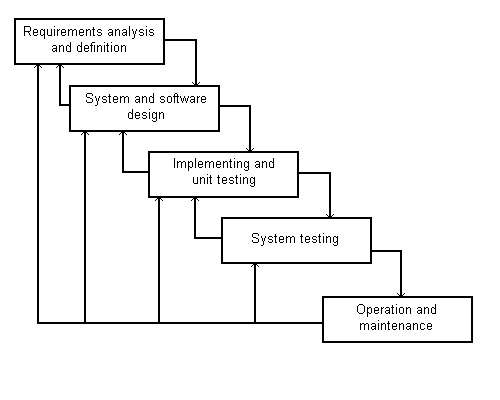 Requirements analysis
and definition
System and software
design
Implementing and
unit testing
System testing
Operation and
maintenance